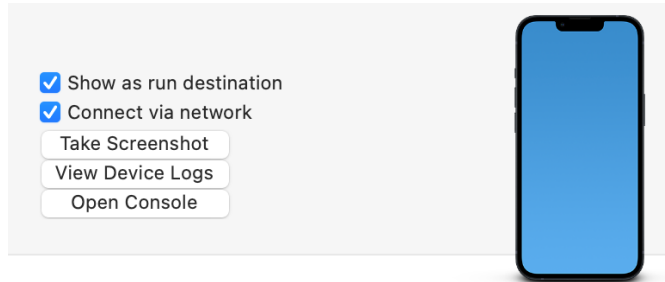 Show as run destination
Connect via network
Take Screenshot
View Device Logs
Open Console